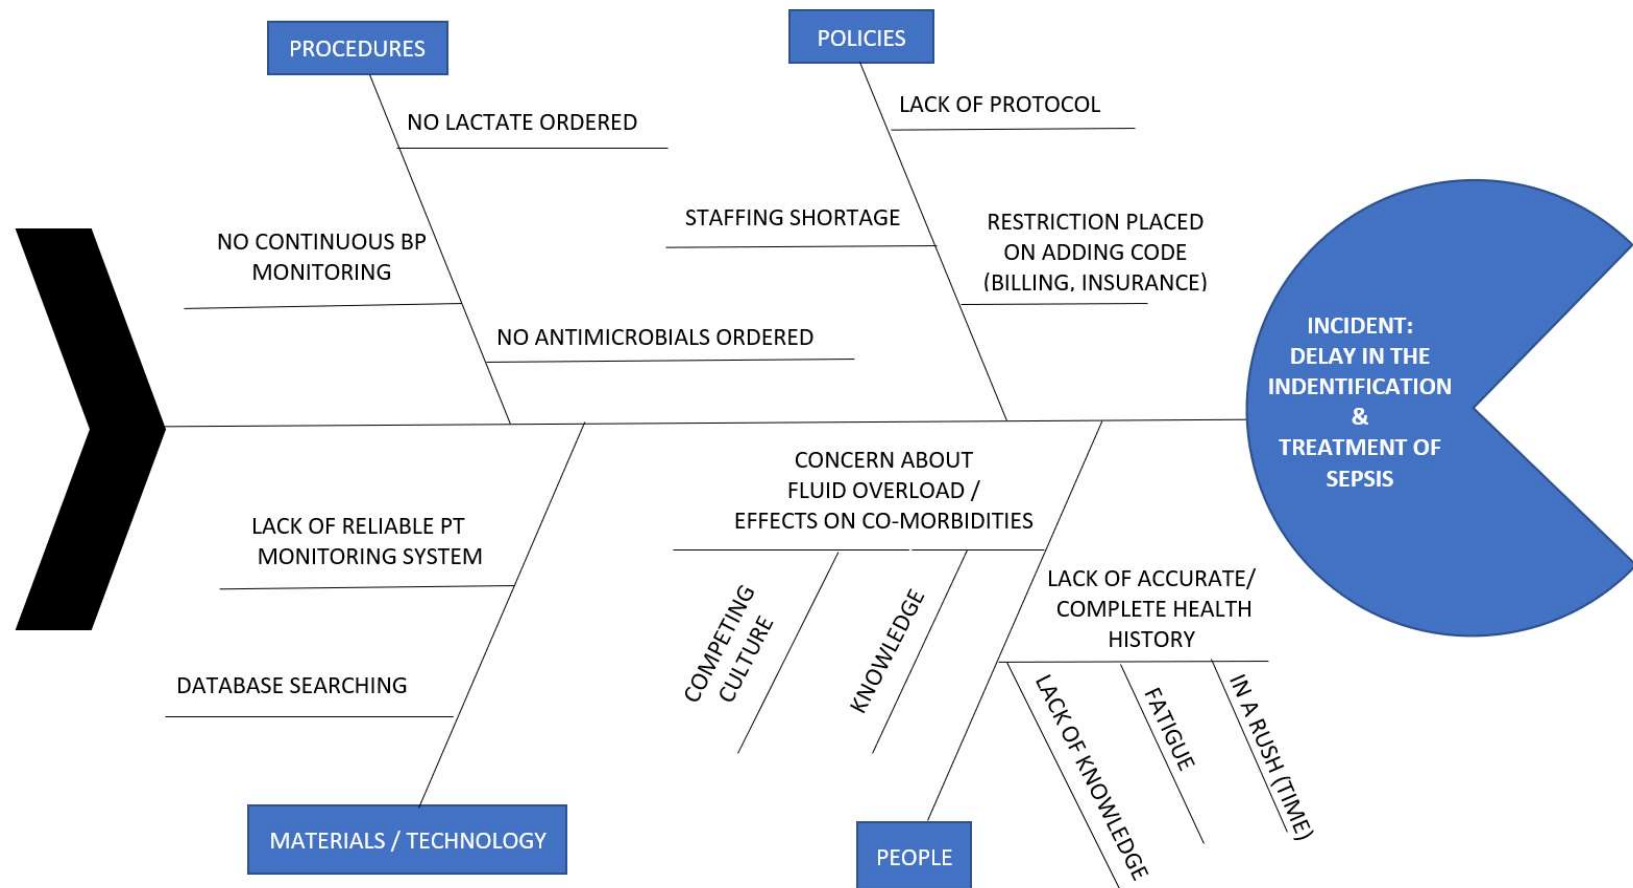 PROCEDURES
POLICIES
NO LACTATE ORDERED
LACK OF PROTOCOL
NO CONTINUOUS BP
MONITORING
STAFFING SHORTAGE
RESTRICTION PLACED
ON ADDING CODE
(BILLING, INSURANCE)
NO ANTIMICROBIALS ORDERED
INCIDENT:
DELAY IN THE
INDENTIFICATION
&
TREATMENT OF
SEPSIS
LACK OF RELIABLE PT
MONITORING SYSTEM
DATABASE SEARCHING
MATERIALS / TECHNOLOGY
CONCERN ABOUT
FLUID OVERLOAD /
EFFECTS ON CO-MORBIDITIES
COMPETING
CULTURE
KNOWLEDGE
LACK OF ACCURATE/
COMPLETE HEALTH
HISTORY
LACK OF KNOWLEDGE
FATIGUE
IN A RUSH (TIME)
PEOPLE